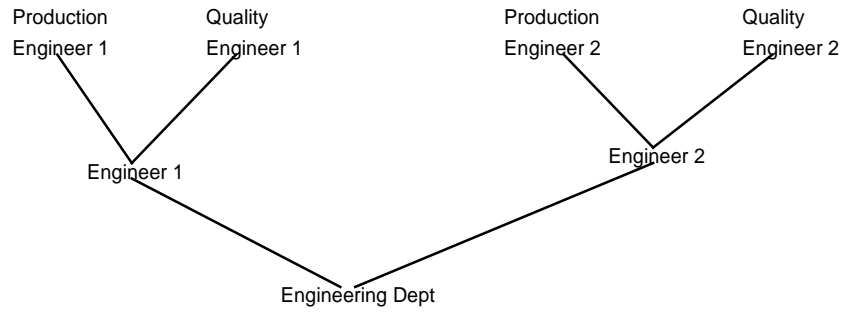 Production
Engineer 1
Quality
Engineer 1
Production
Engineer 2
Quality
Engineer 2
Engineer 1
Engineer 2
Engineering Dept